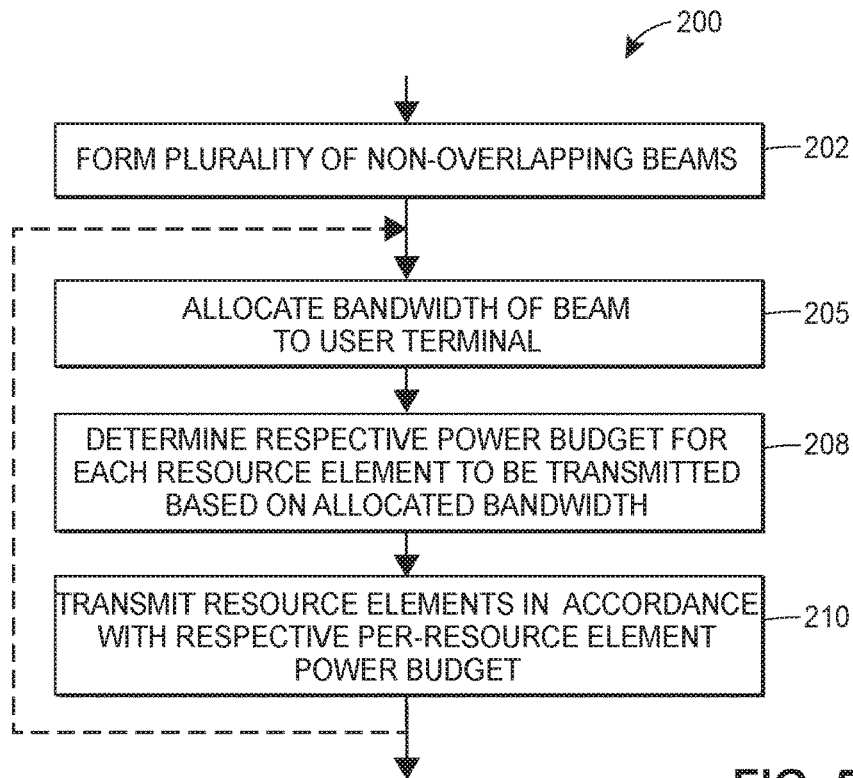 200
FORM PLURALITY OF NON-OVERLAPPING BEAMS
202
ALLOCATE BANDWIDTH OF BEAM
TO USER TERMINAL
205
DETERMINE RESPECTIVE POWER BUDGET FOR
EACH RESOURCE ELEMENT TO BE TRANSMITTED
BASED ON ALLOCATED BANDWIDTH
208
TRANSMIT RESOURCE ELEMENTS IN ACCORDANCE
WITH RESPECTIVE PER-RESOURCE ELEMENT
POWER BUDGET
210